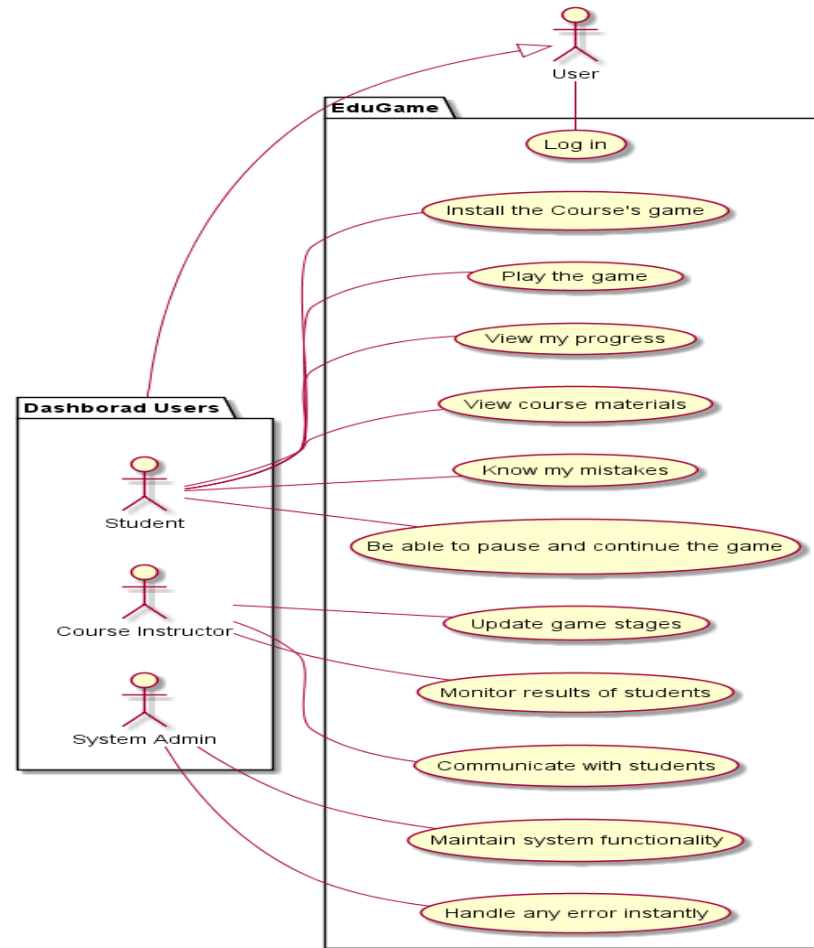 User
EduGame
Log in
Install the Course's game
Play the game
View my progress
Dashborad Users
View course materials
Student
Know my mistakes
Be able to pause and continue the game
Course Instructor
Update game stages
Monitor results of students
System Admin
Communicate with students
Maintain system functionality
Handle any error instantly